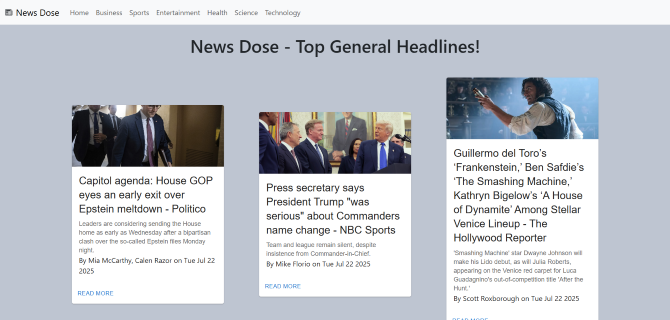 News Dose Home Business Sports Entertainment Health Science Technology
News Dose - Top General Headlines!
Capitol agenda: House GOP
eyes an early exit over
Epstein meltdown - Politico
Leaders are considering sending the House
home as early as Wednesday after a bipartisan
clash over the so-called Epstein files Monday
night.
By Mia McCarthy, Calen Razor on Tue Jul 22
2025
READ MORE
Press secretary says
President Trump "was
serious" about Commanders
name change - NBC Sports
Team and league remain silent, despite
insistence from Commander-in-Chief.
By Mike Florio on Tue Jul 22 2025
READ MORE
Guillermo del Toro’s
‘Frankenstein,’ Ben Safdie’s
‘The Smashing Machine,’
Kathryn Bigelow’s ‘A House
of Dynamite’ Among Stellar
Venice Lineup - The
Hollywood Reporter
'Smashing Machine' star Dwayne Johnson will
make his Lido debut, as will Julia Roberts,
appearing on the Venice red carpet for Luca
Guadagnino's out-of-competition title 'After the
Hunt.'
By Scott Roxborough on Tue Jul 22 2025
READ MORE